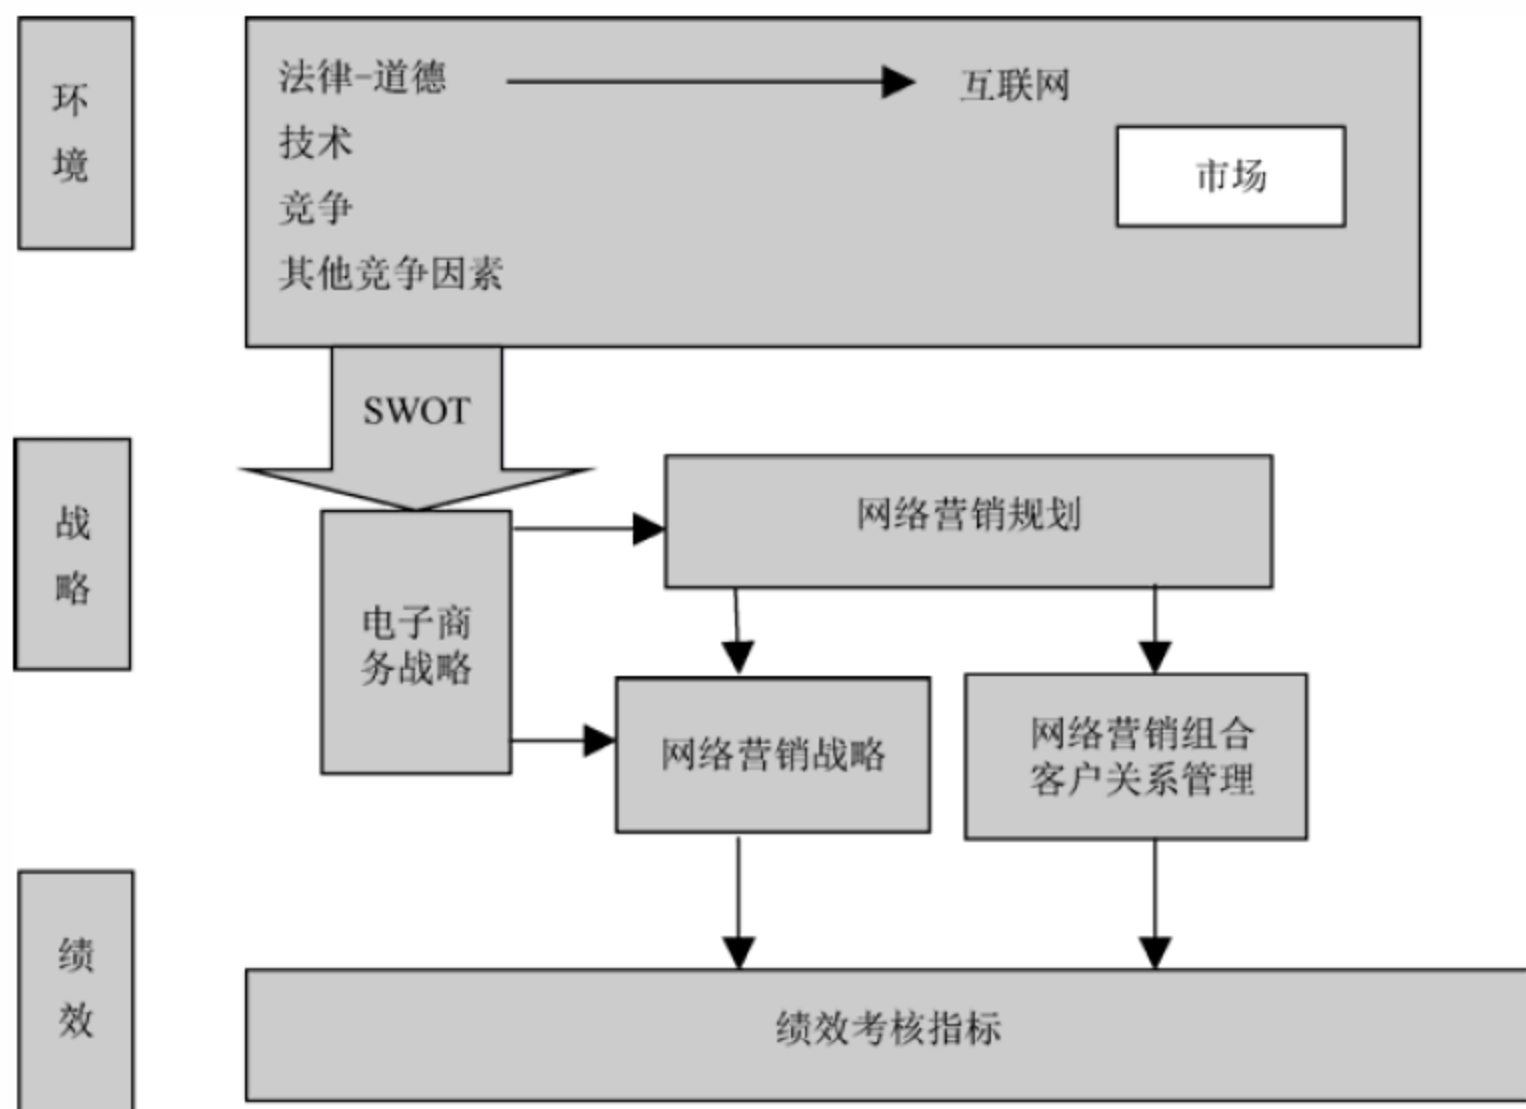 环
境
法律-道德
互联网
技术
市场
竞争
其他竞争因素
SWOT
战
略
网络营销规划
电子商
务战略
网络营销战略
网络营销组合
客户关系管理
绩
效
绩效考核指标